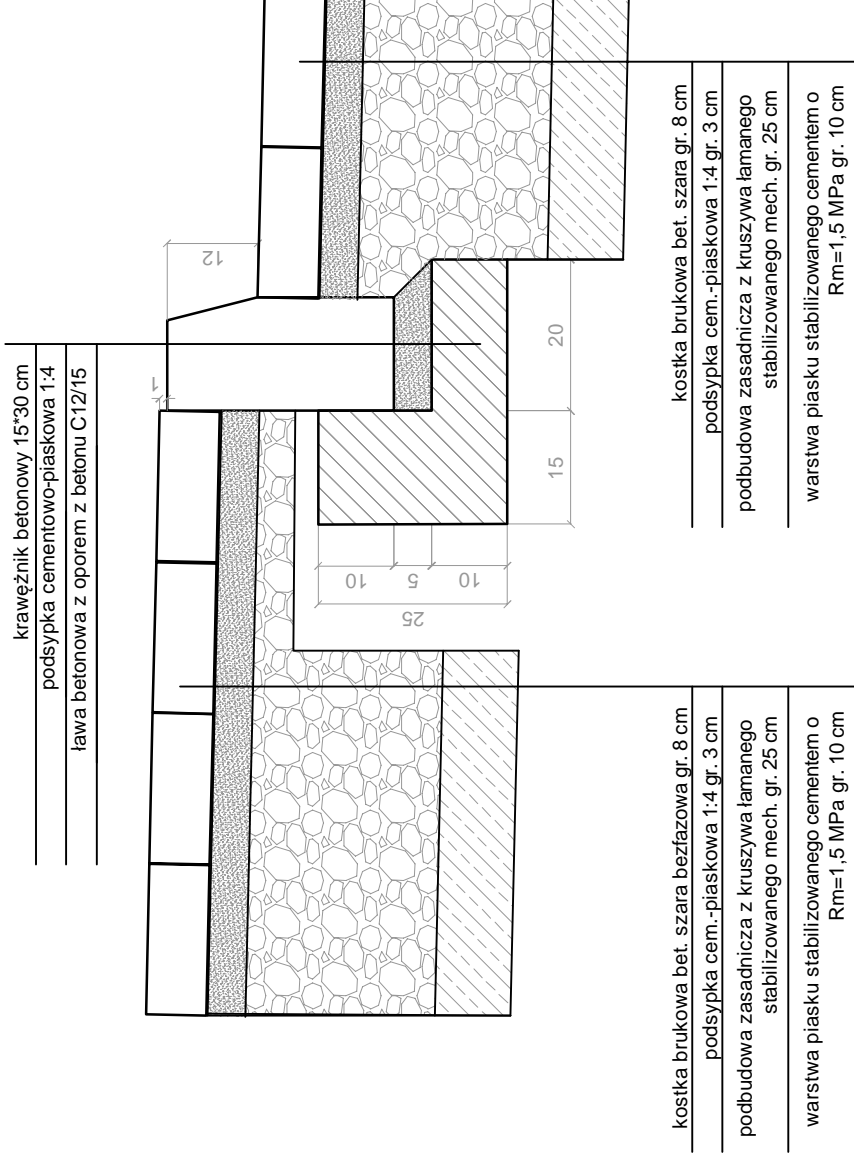 krawężnik betonowy 15*30 cm
podsypka cementowo-piaskowa 1:4
ława betonowa z oporem z betonu C12/15
12
1
20
15
10
5
10
25
kostka brukowa bet. szara gr. 8 cm
podsypka cem.-piaskowa 1:4 gr. 3 cm
podbudowa zasadnicza z kruszywa łamanego
stabilizowanego mech. gr. 25 cm
warstwa piasku stabilizowanego cementem o
Rm=1,5 MPa gr. 10 cm
kostka brukowa bet. szara bezfazowa gr. 8 cm
podsypka cem.-piaskowa 1:4 gr. 3 cm
podbudowa zasadnicza z kruszywa łamanego
stabilizowanego mech. gr. 25 cm
warstwa piasku stabilizowanego cementem o
Rm=1,5 MPa gr. 10 cm